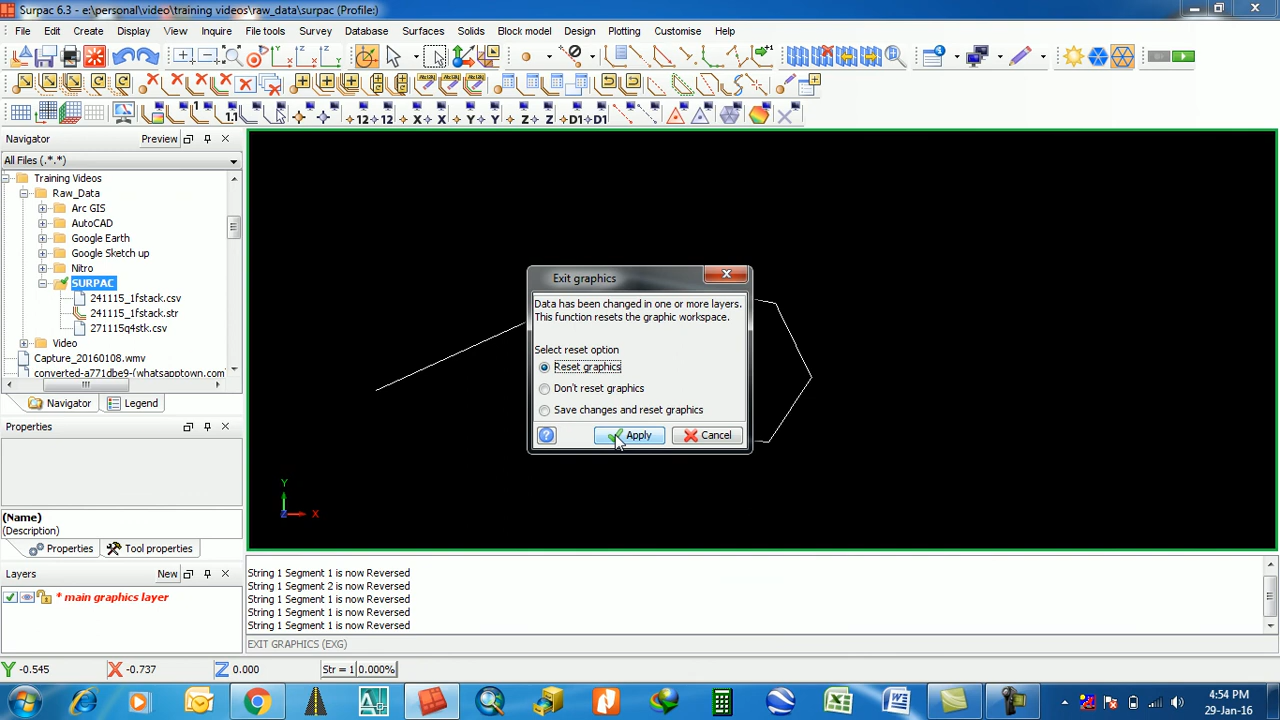 Surpac 6.3 - e:\personal\video\training videos\raw_data\surpac (Profile:)
File Edit Create Display View Inquire File tools Survey Database Surfaces Solids Block model Design Plotting Customise Help
Navigator Preview
All Files (.*.*)
Training Videos
Raw_Data
Arc GIS
AutoCAD
Google Earth
Google Sketch up
Nitro
SURPAC
241115_1fstack.csv
241115_1fstack.str
271115q4stk.csv
Video
Capture_20160108.wmv
converted-a771dbe9-(whatsapptown.com
Navigator Legend
Properties
(Name)
(Description)
Properties Tool properties
Layers New
* main graphics layer
Exit graphics
Data has been changed in one or more layers.
This function resets the graphic workspace.
Select reset option
Reset graphics
Don't reset graphics
Save changes and reset graphics
Apply Cancel
Y
Z X
String 1 Segment 1 is now Reversed
String 1 Segment 2 is now Reversed
String 1 Segment 1 is now Reversed
String 1 Segment 1 is now Reversed
String 1 Segment 1 is now Reversed
EXIT GRAPHICS (EXG)
Y -0.545 X -0.737 Z 0.000 Str = 1 0.000%
4:54 PM
29-Jan-16